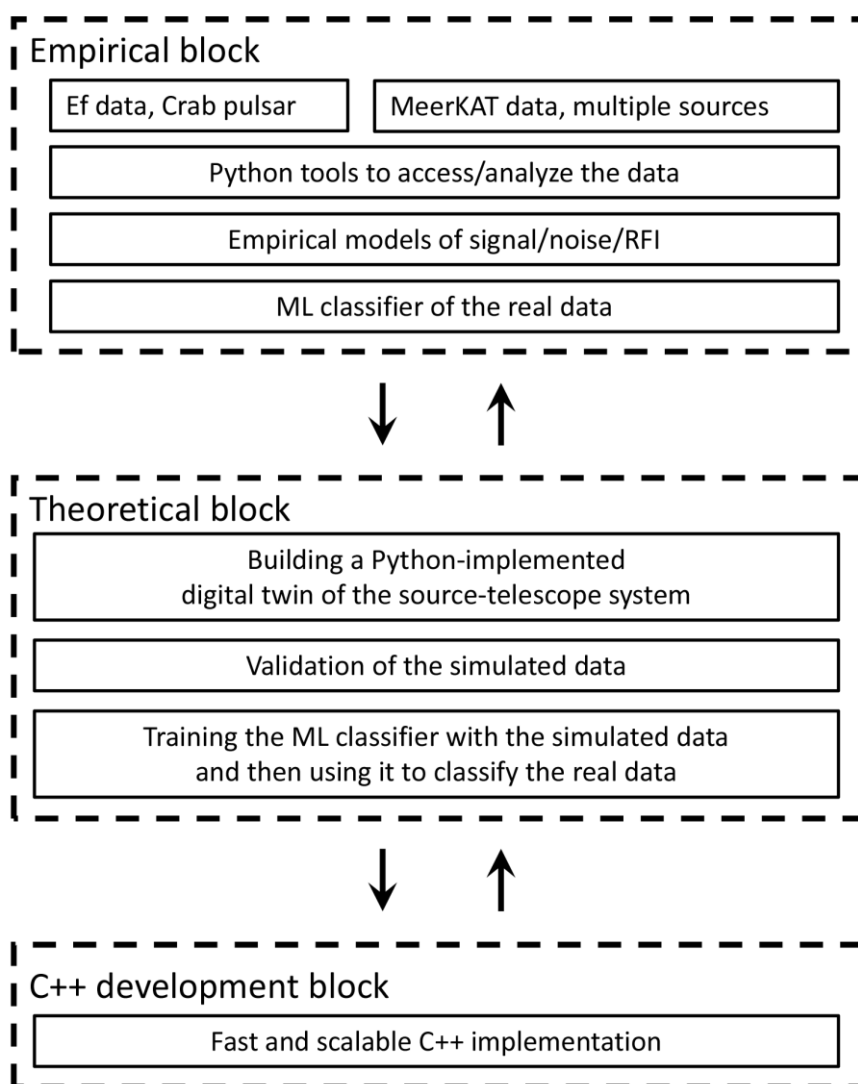 Empirical block
Ef data, Crab pulsar
MeerKAT data, multiple sources
Python tools to access/analyze the data
Empirical models of signal/noise/RFI
ML classifier of the real data
Theoretical block
Building a Python-implemented
digital twin of the source-telescope system
Validation of the simulated data
Training the ML classifier with the simulated data
and then using it to classify the real data
C++ development block
Fast and scalable C++ implementation